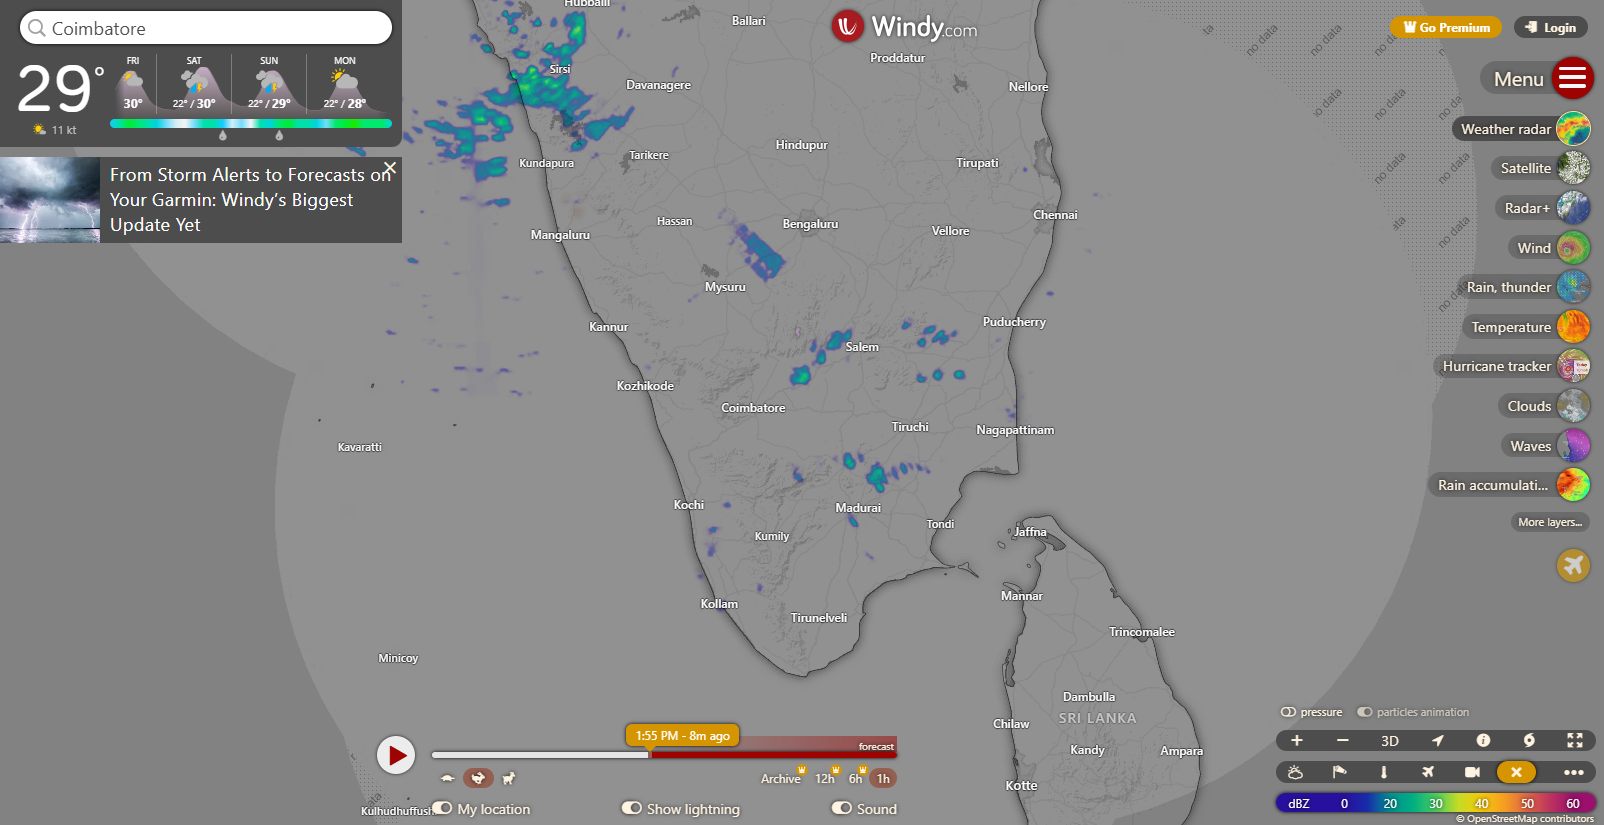 Coimbatore
29°
11 kt
FRI
30°
SAT
22° / 30°
SUN
22° / 29°
MON
22° / 28°
From Storm Alerts to Forecasts on
Your Garmin: Windy's Biggest
Update Yet
Windy.com
Go Premium
Login
Menu
Weather radar
Satellite
Radar+
Wind
Rain, thunder
Temperature
Hurricane tracker
Clouds
Waves
Rain accumulati...
More layers...
no data
no data
no data
no data
no data
no data
no data
no data
no data
Hubballi
Ballari
Proddatur
Sirsi
Davanagere
Nellore
Hindupur
Tarikere
Kundapura
Tirupati
Chennai
Hassan
Bengaluru
Vellore
Mangaluru
Mysuru
Kannur
Puducherry
Salem
Kozhikode
Coimbatore
Tiruchi
Nagapattinam
Kavaratti
Kochi
Madurai
Tondi
Kumily
Jaffna
Mannar
Kollam
Tirunelveli
Trincomalee
Minicoy
Dambulla
SRI LANKA
Chilaw
Kandy
Ampara
Kotte
Kulhudhuffush
1:55 PM - 8m ago
forecast
Archive
12h
6h
1h
My location
Show lightning
Sound
pressure
particles animation
+
−
3D
dBZ 0 20 30 40 50 60
© OpenStreetMap contributors